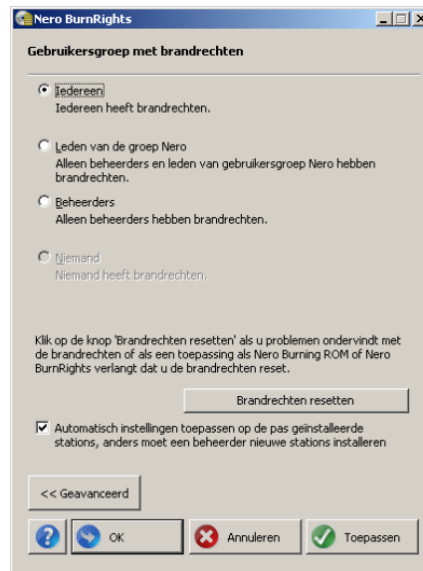 Nero BurnRights
Gebruikersgroep met brandrechten
Iedereen
Iedereen heeft brandrechten.
Leden van de groep Nero
Alleen beheerders en leden van gebruikersgroep Nero hebben
brandrechten.
Beheerders
Alleen beheerders hebben brandrechten.
Niemand
Niemand heeft brandrechten.
Klik op de knop 'Brandrechten resetten' als u problemen ondervindt met
de brandrechten of als een toepassing als Nero Burning ROM of Nero
BurnRights verlangt dat u de brandrechten reset.
Brandrechten resetten
Automatisch instellingen toepassen op de pas geïnstalleerde
stations, anders moet een beheerder nieuwe stations installeren
<< Geavanceerd
? OK Annuleren Toepassen